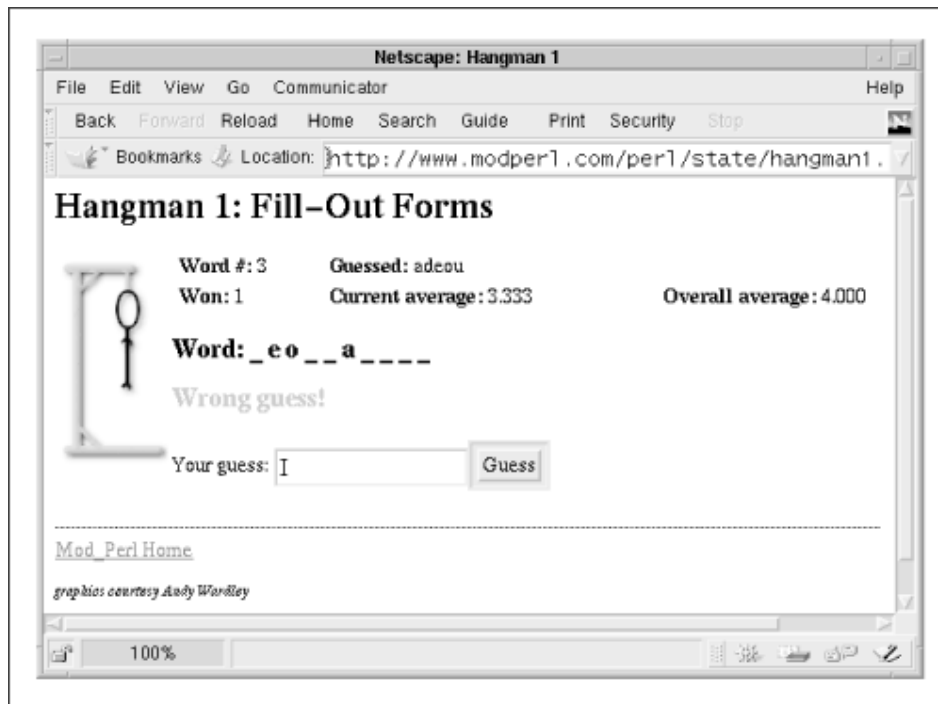 Netscape: Hangman 1
File Edit View Go Communicator Help
Back Forward Reload Home Search Guide Print Security Stop
Bookmarks Location: http://www.modperl.com/perl/state/hangman1.
Hangman 1: Fill-Out Forms
Word #: 3 Guessed: adeou
Won: 1 Current average: 3.333 Overall average: 4.000
Word: _ e o _ _ a _ _ _ _
Wrong guess!
Your guess: Guess
Mod_Perl Home
graphics courtesy Andy Wardley
100%